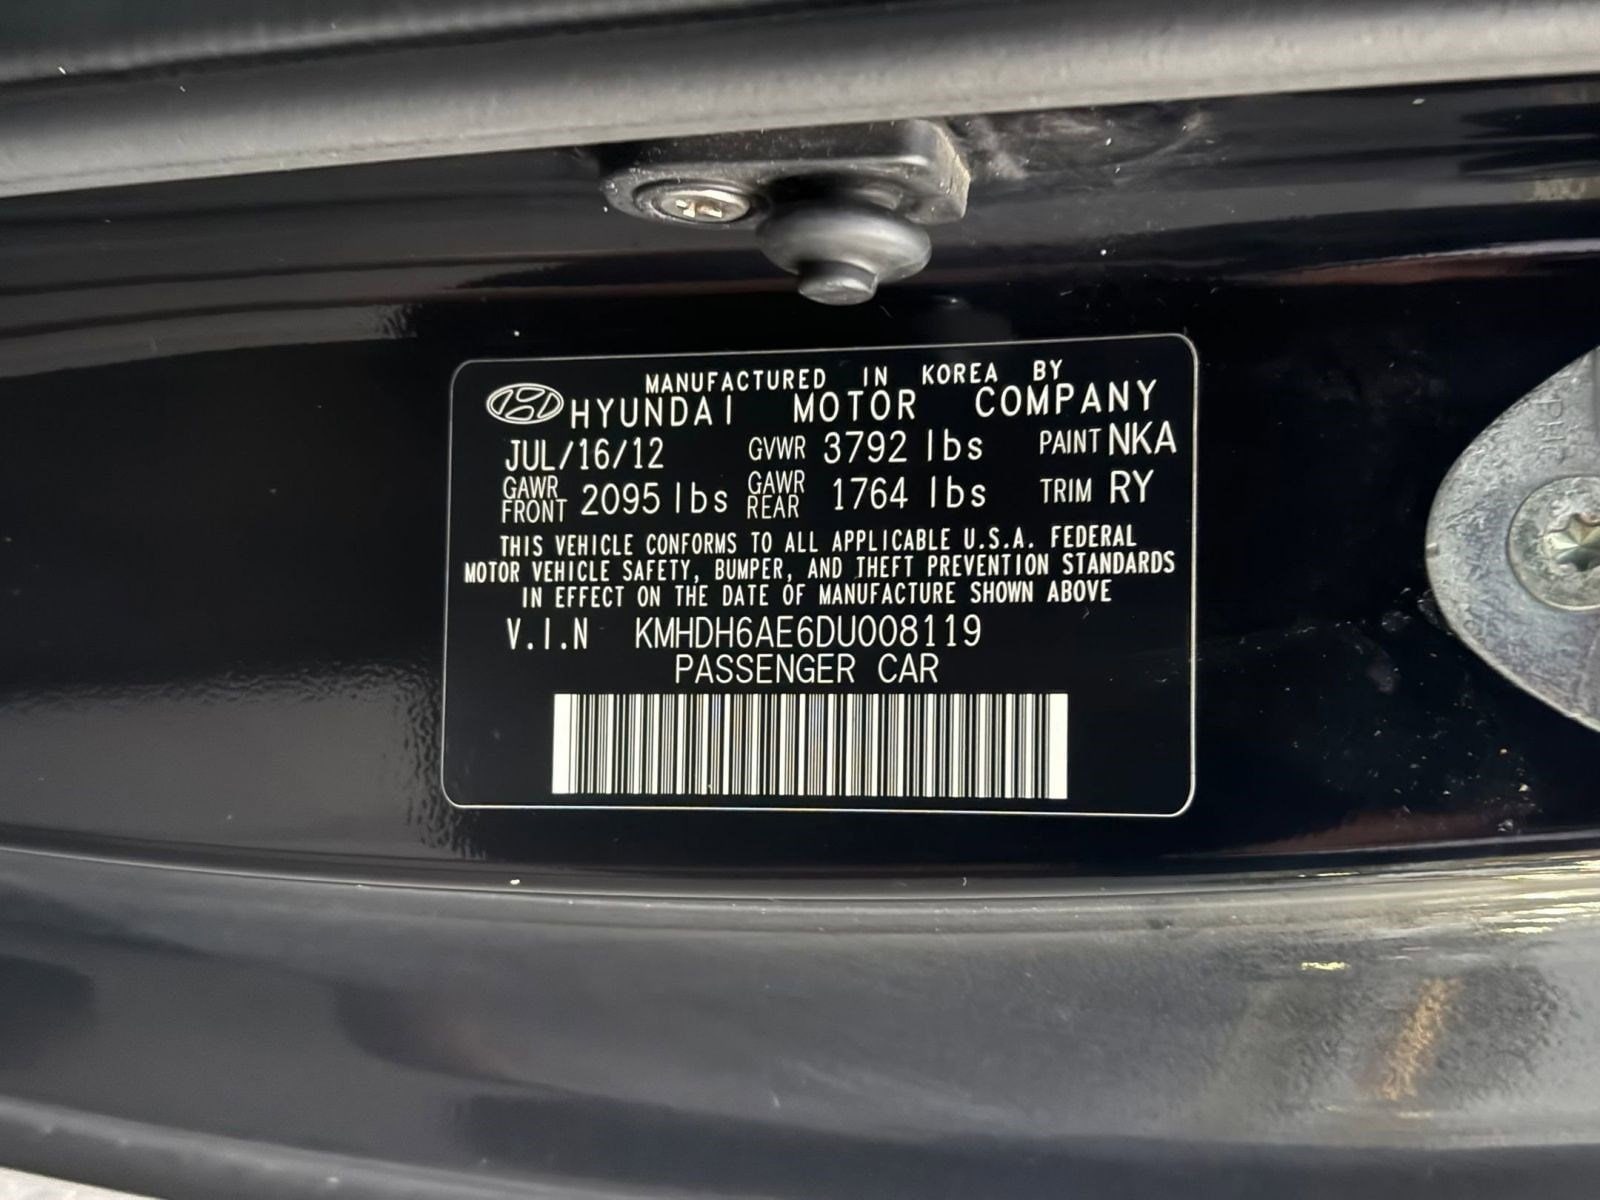 MANUFACTURED IN KOREA BY
HYUNDAI MOTOR COMPANY
JUL/16/12 GVWR 3792 lbs PAINT NKA
GAWR FRONT 2095 lbs GAWR REAR 1764 lbs TRIM RY
THIS VEHICLE CONFORMS TO ALL APPLICABLE U.S.A. FEDERAL
MOTOR VEHICLE SAFETY, BUMPER, AND THEFT PREVENTION STANDARDS
IN EFFECT ON THE DATE OF MANUFACTURE SHOWN ABOVE
V.I.N KMHDH6AE6DU008119
PASSENGER CAR